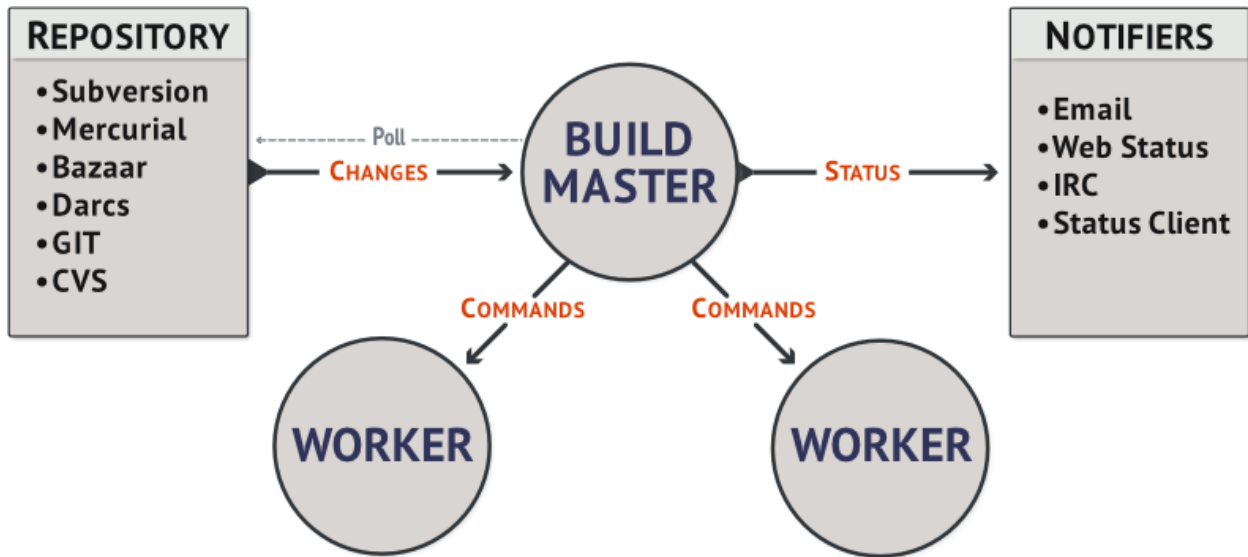 REPOSITORY
•Subversion
•Mercurial
•Bazaar
•Darcs
•GIT
•CVS
Poll
CHANGES
BUILD
MASTER
STATUS
NOTIFIERS
•Email
•Web Status
•IRC
•Status Client
COMMANDS
COMMANDS
WORKER
WORKER